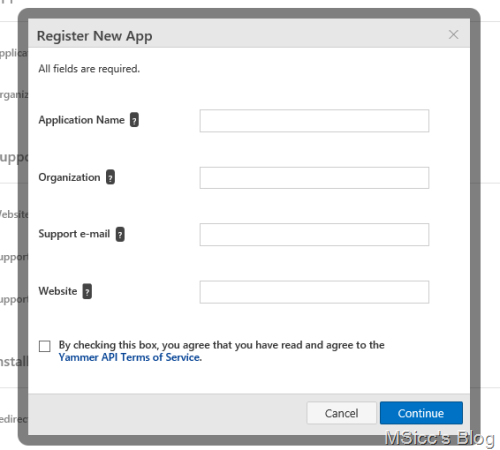 Register New App
All fields are required.
Application Name ?
Organization ?
Support e-mail ?
Website ?
By checking this box, you agree that you have read and agree to the
Yammer API Terms of Service.
Cancel Continue
MSicc's Blog